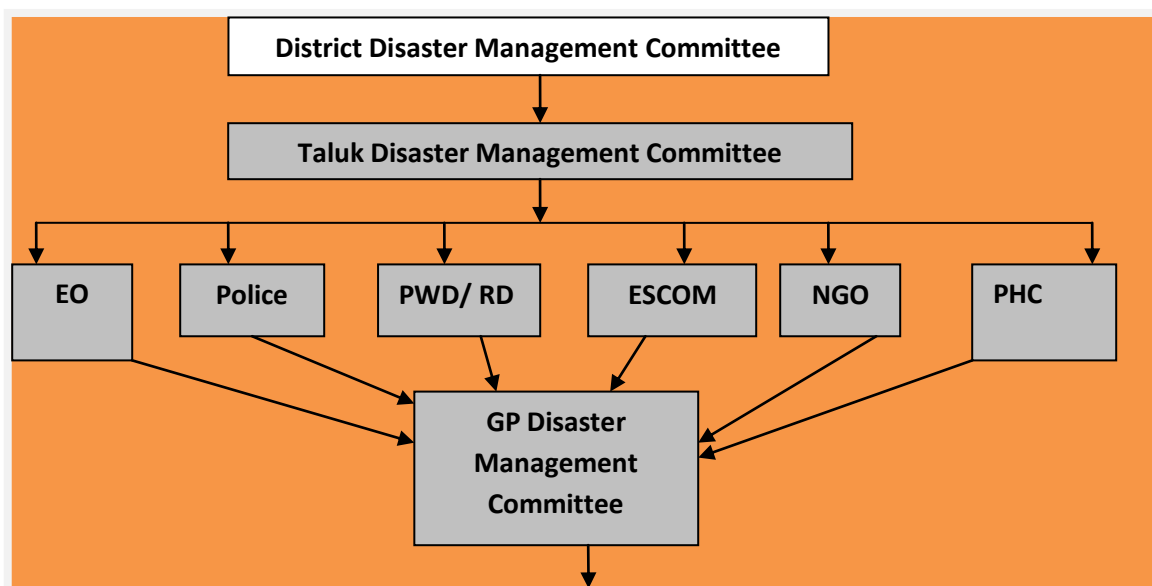 District Disaster Management Committee
Taluk Disaster Management Committee
EO
Police
PWD/ RD
ESCOM
NGO
PHC
GP Disaster
Management
Committee